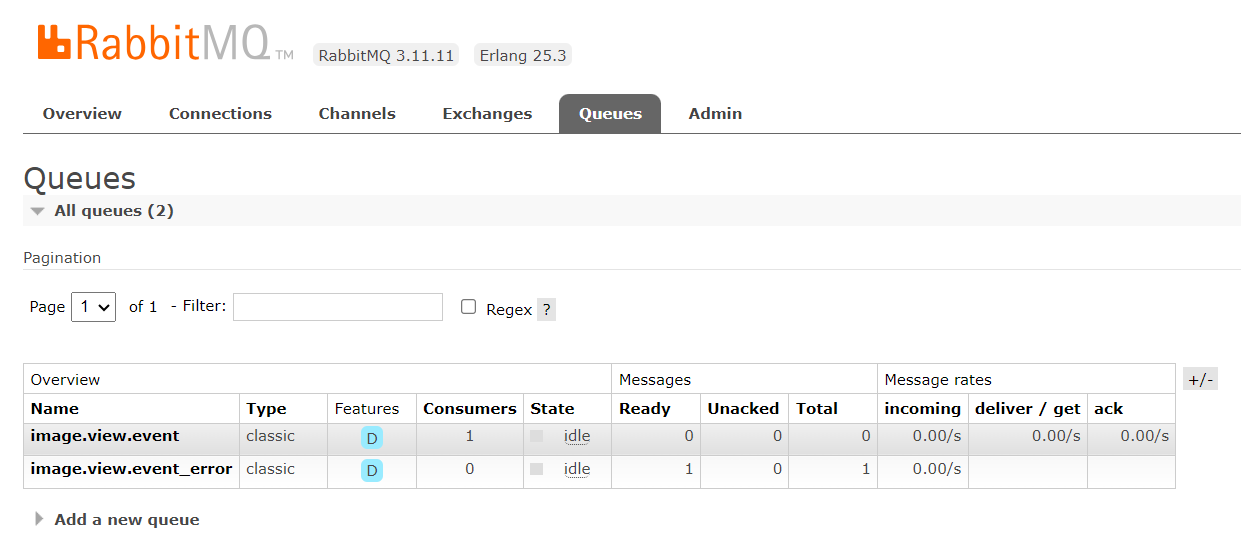 RabbitMQ TM RabbitMQ 3.11.11 Erlang 25.3
Overview Connections Channels Exchanges Queues Admin
Queues
All queues (2)
Pagination
Page 1 of 1 - Filter: Regex ?
Overview Messages Message rates +/-
Name Type Features Consumers State Ready Unacked Total incoming deliver / get ack
image.view.event classic D 1 idle 0 0 0 0.00/s 0.00/s 0.00/s
image.view.event_error classic D 0 idle 1 0 1 0.00/s
Add a new queue